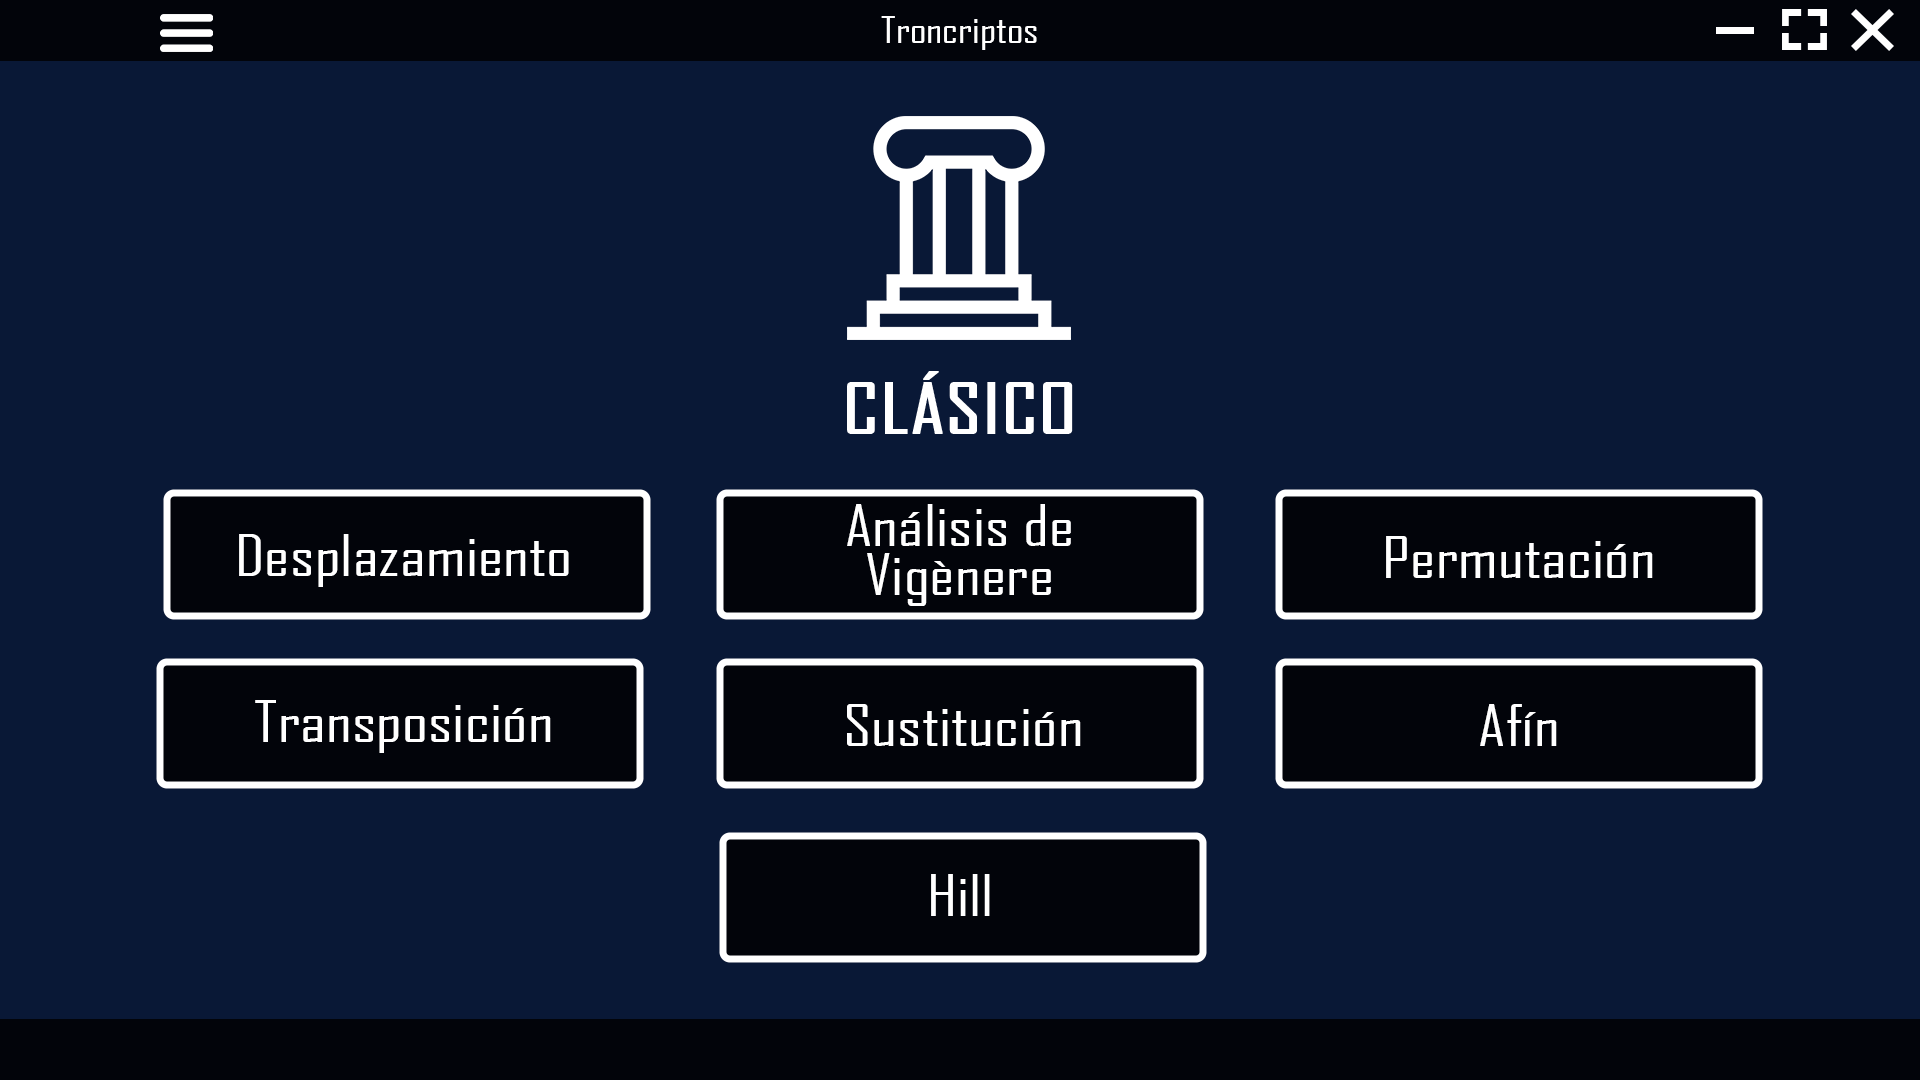 Troncriptos
CLÁSICO
Desplazamiento
Análisis de
Vigènere
Permutación
Transposición
Sustitución
Afín
Hill